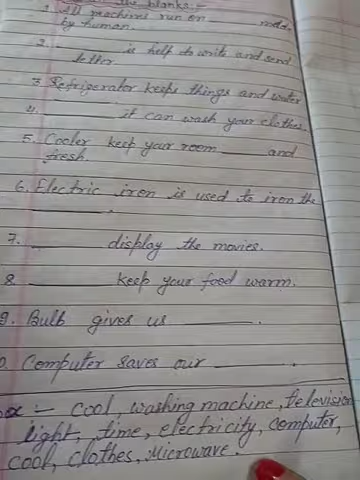 the blanks:-
1. All machines run on ______ made
by human.
2. ______ is help to write and send
letter
3. Refrigerator keeps things and water
4. ______ it can wash your clothes
5. Cooler keep your room ______ and
fresh.
6. Electric iron is used to iron the
______.
7. ______ display the movies.
8. ______ keep your food warm.
9. Bulb gives us ______.
0. Computer saves our ______.
ox :- Cool, washing machine, television
light, time, electricity, computer,
cool, clothes, Microwave.